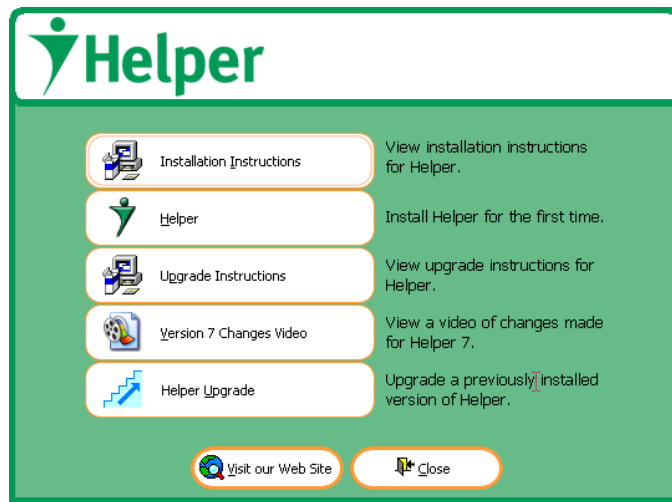 Helper
Installation Instructions
View installation instructions
for Helper.
Helper
Install Helper for the first time.
Upgrade Instructions
View upgrade instructions for
Helper.
Version 7 Changes Video
View a video of changes made
for Helper 7.
Helper Upgrade
Upgrade a previously installed
version of Helper.
Visit our Web Site
Close